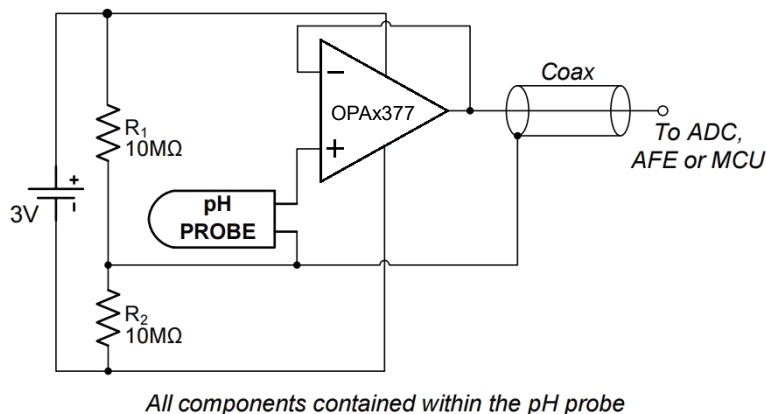 Coax
OPAx377
R1
10MΩ
To ADC,
AFE or MCU
pH
PROBE
3V
R2
10MΩ
All components contained within the pH probe